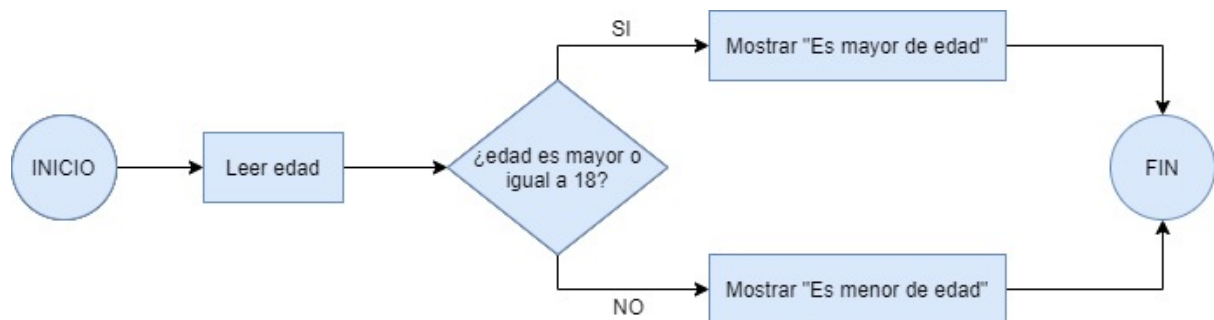 INICIO
Leer edad
¿edad es mayor o
igual a 18?
SI
Mostrar "Es mayor de edad"
NO
Mostrar "Es menor de edad"
FIN